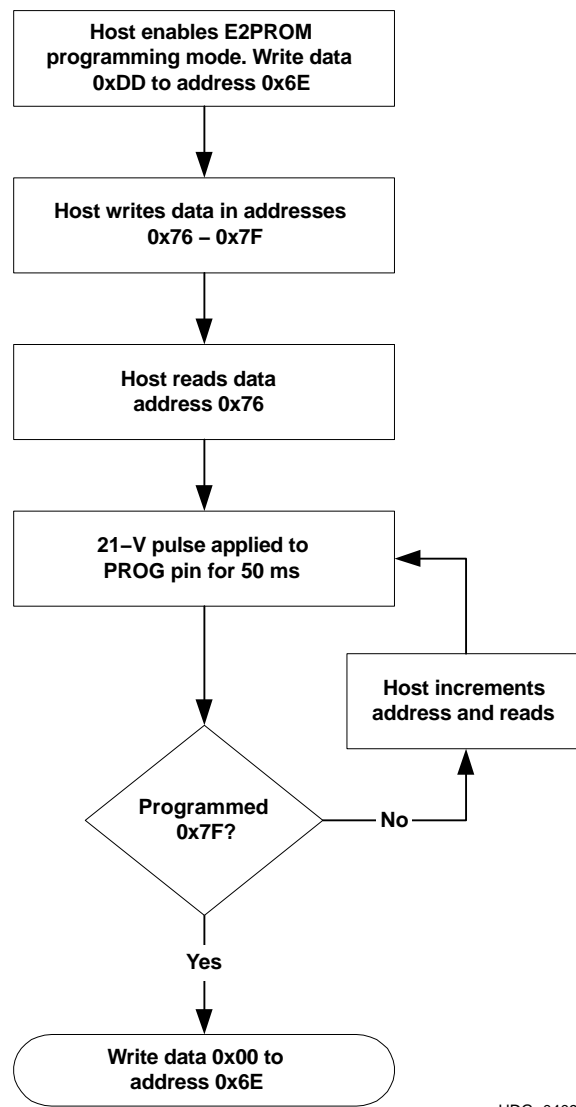 Host enables E2PROM
programming mode. Write data
0xDD to address 0x6E
Host writes data in addresses
0x76 − 0x7F
Host reads data
address 0x76
21−V pulse applied to
PROG pin for 50 ms
Host increments
address and reads
Programmed
0x7F?
No
Yes
Write data 0x00 to
address 0x6E